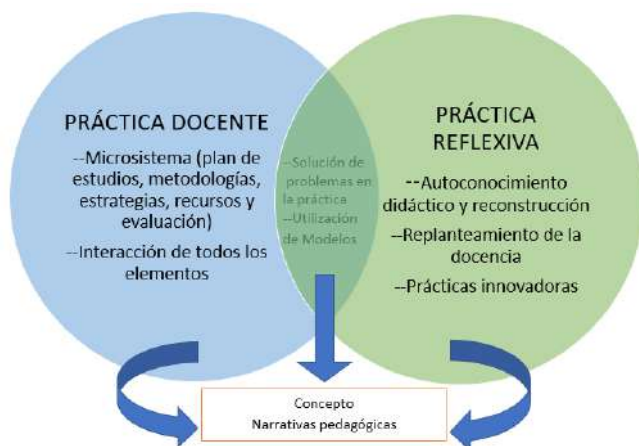 PRÁCTICA DOCENTE
--Microsistema (plan de
estudios, metodologías,
estrategias, recursos y
evaluación)
--Interacción de todos los
elementos
--Solución de
problemas en
la práctica
--Utilización
de Modelos
PRÁCTICA
REFLEXIVA
--Autoconocimiento
didáctico y reconstrucción
--Replanteamiento de la
docencia
--Prácticas innovadoras
Concepto
Narrativas pedagógicas